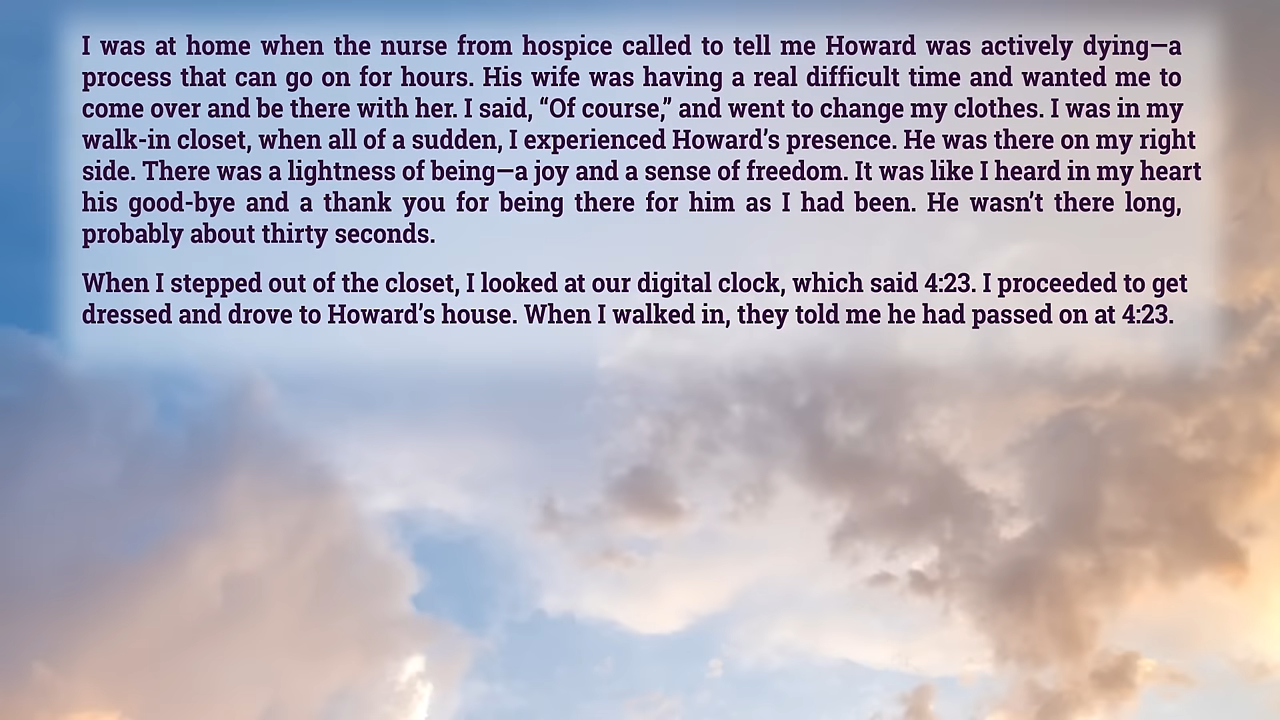 I was at home when the nurse from hospice called to tell me Howard was actively dying—a
process that can go on for hours. His wife was having a real difficult time and wanted me to
come over and be there with her. I said, “Of course,” and went to change my clothes. I was in my
walk-in closet, when all of a sudden, I experienced Howard’s presence. He was there on my right
side. There was a lightness of being—a joy and a sense of freedom. It was like I heard in my heart
his good-bye and a thank you for being there for him as I had been. He wasn’t there long,
probably about thirty seconds.
When I stepped out of the closet, I looked at our digital clock, which said 4:23. I proceeded to get
dressed and drove to Howard’s house. When I walked in, they told me he had passed on at 4:23.